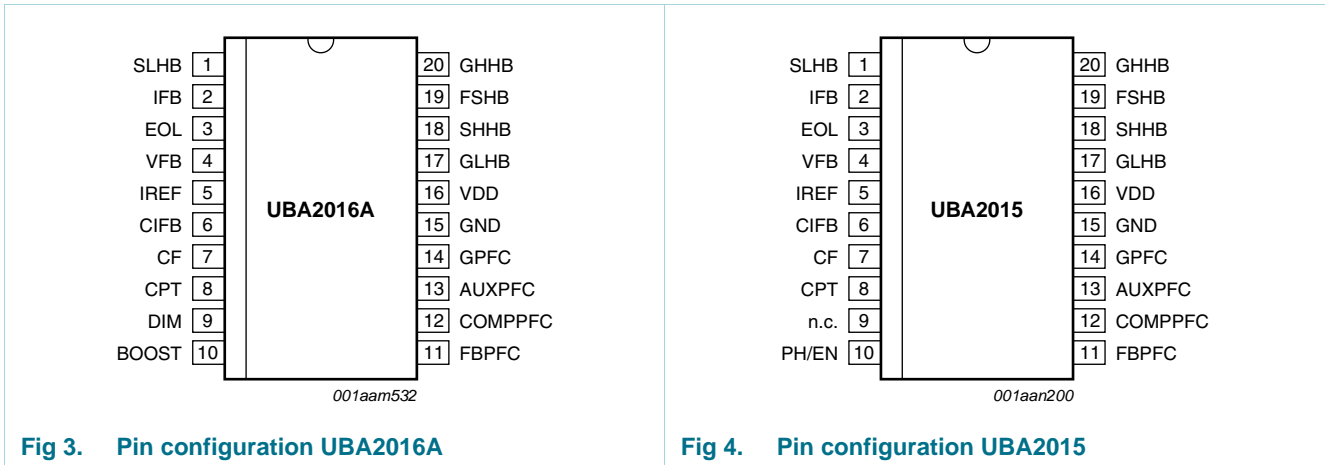 SLHB 1
IFB 2
EOL 3
VFB 4
IREF 5
CIFB 6
CF 7
CPT 8
DIM 9
BOOST 10
UBA2016A
20 GHHB
19 FSHB
18 SHHB
17 GLHB
16 VDD
15 GND
14 GPFC
13 AUXPFC
12 COMPPFC
11 FBPFC
001aam532
Fig 3. Pin configuration UBA2016A
SLHB 1
IFB 2
EOL 3
VFB 4
IREF 5
CIFB 6
CF 7
CPT 8
n.c. 9
PH/EN 10
UBA2015
20 GHHB
19 FSHB
18 SHHB
17 GLHB
16 VDD
15 GND
14 GPFC
13 AUXPFC
12 COMPPFC
11 FBPFC
001aan200
Fig 4. Pin configuration UBA2015